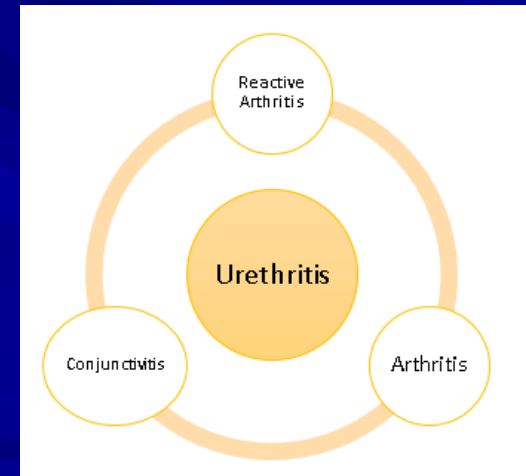 Reactive
Arthritis
Urethritis
Conjunctivitis
Arthritis